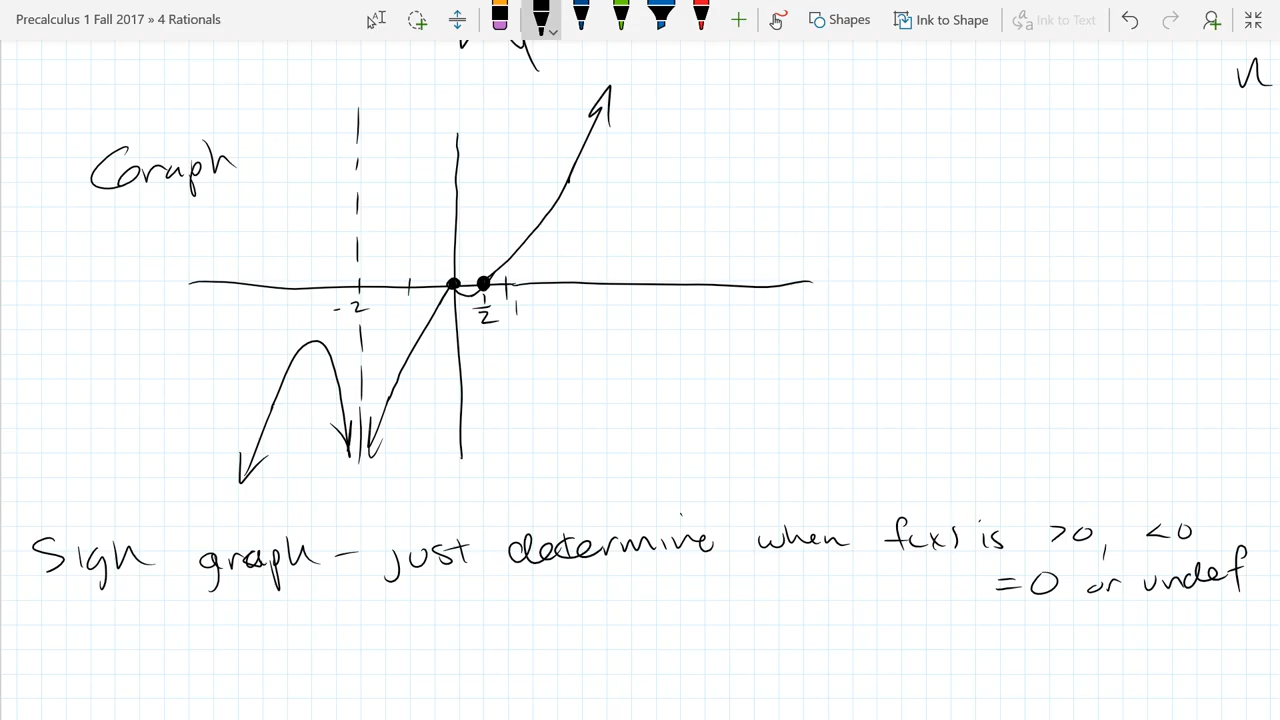 Precalculus 1 Fall 2017 » 4 Rationals
Shapes
Ink to Shape
Ink to Text
Graph
-2
1/2
1
Sign graph - just determine when f(x) is >0, <0
=0 or undef